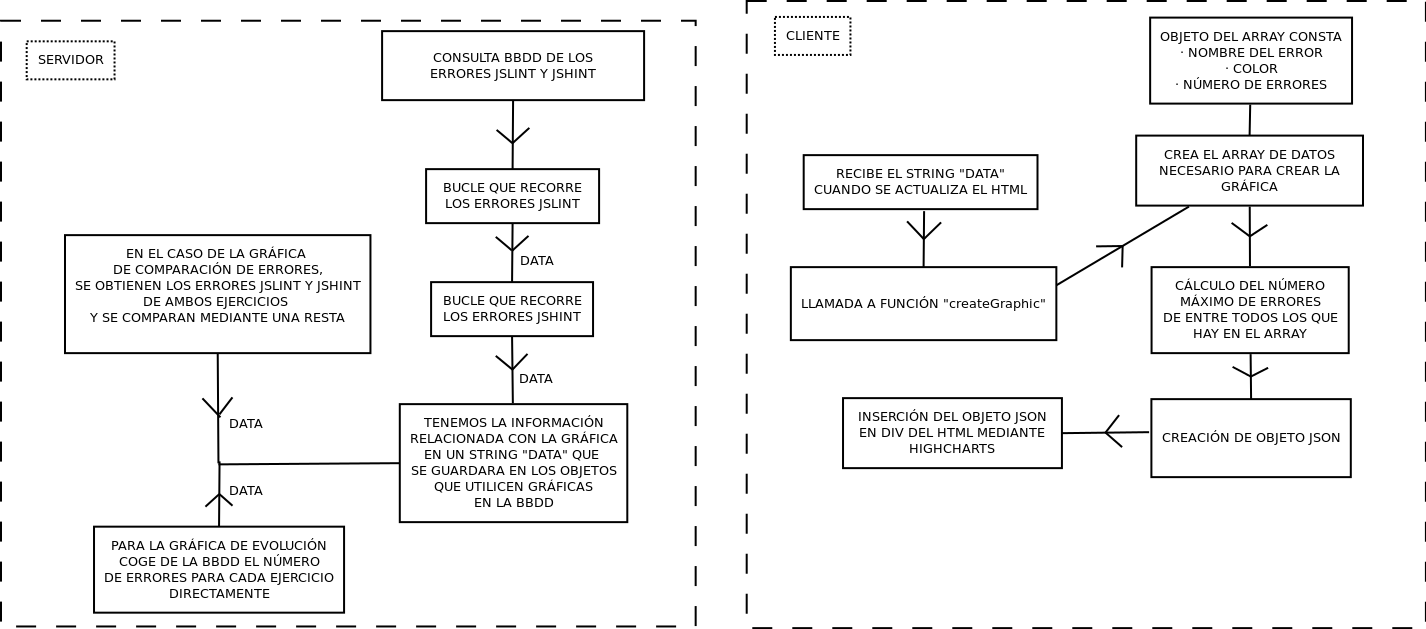 SERVIDOR
CONSULTA BBDD DE LOS
ERRORES JSLINT Y JSHINT
BUCLE QUE RECORRE
LOS ERRORES JSLINT
DATA
BUCLE QUE RECORRE
LOS ERRORES JSHINT
DATA
EN EL CASO DE LA GRÁFICA
DE COMPARACIÓN DE ERRORES,
SE OBTIENEN LOS ERRORES JSLINT Y JSHINT
DE AMBOS EJERCICIOS
Y SE COMPARAN MEDIANTE UNA RESTA
DATA
TENEMOS LA INFORMACIÓN
RELACIONADA CON LA GRÁFICA
EN UN STRING "DATA" QUE
SE GUARDARA EN LOS OBJETOS
QUE UTILICEN GRÁFICAS
EN LA BBDD
DATA
PARA LA GRÁFICA DE EVOLUCIÓN
COGE DE LA BBDD EL NÚMERO
DE ERRORES PARA CADA EJERCICIO
DIRECTAMENTE
CLIENTE
OBJETO DEL ARRAY CONSTA
· NOMBRE DEL ERROR
· COLOR
· NÚMERO DE ERRORES
CREA EL ARRAY DE DATOS
NECESARIO PARA CREAR LA
GRÁFICA
RECIBE EL STRING "DATA"
CUANDO SE ACTUALIZA EL HTML
LLAMADA A FUNCIÓN "createGraphic"
CÁLCULO DEL NÚMERO
MÁXIMO DE ERRORES
DE ENTRE TODOS LOS QUE
HAY EN EL ARRAY
CREACIÓN DE OBJETO JSON
INSERCIÓN DEL OBJETO JSON
EN DIV DEL HTML MEDIANTE
HIGHCHARTS